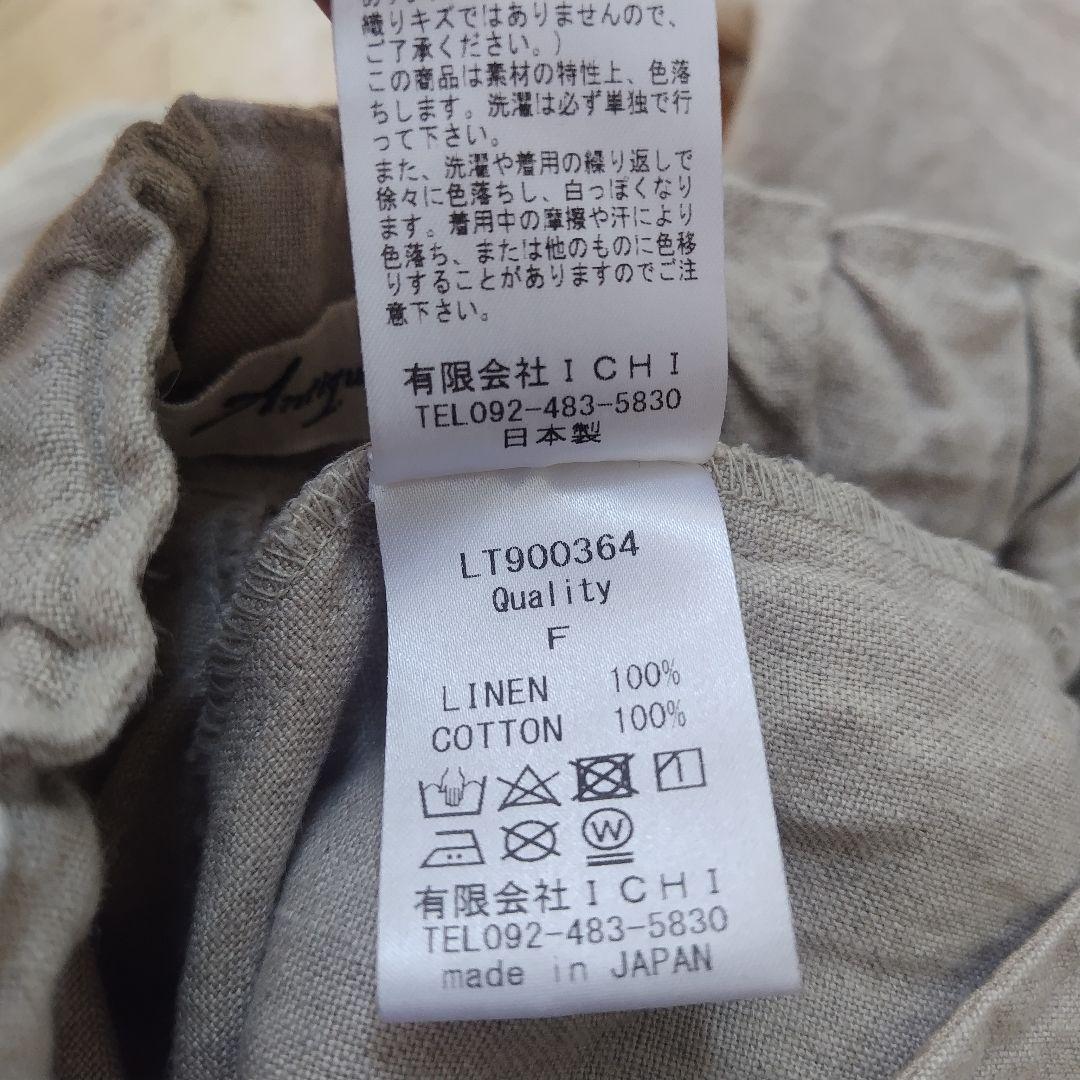 織りキズではありませんので、
ご了承ください。)
この商品は素材の特性上、色落
ちします。洗濯は必ず単独で行
って下さい。
また、洗濯や着用の繰り返しで
徐々に色落ちし、白っぽくなり
ます。着用中の摩擦や汗により
色落ち、または他のものに色移
りすることがありますのでご注
意下さい。
有限会社ICHI
TEL092-483-5830
日本製
LT900364
Quality
F
LINEN 100%
COTTON 100%
W
有限会社ICHI
TEL092-483-5830
made in JAPAN